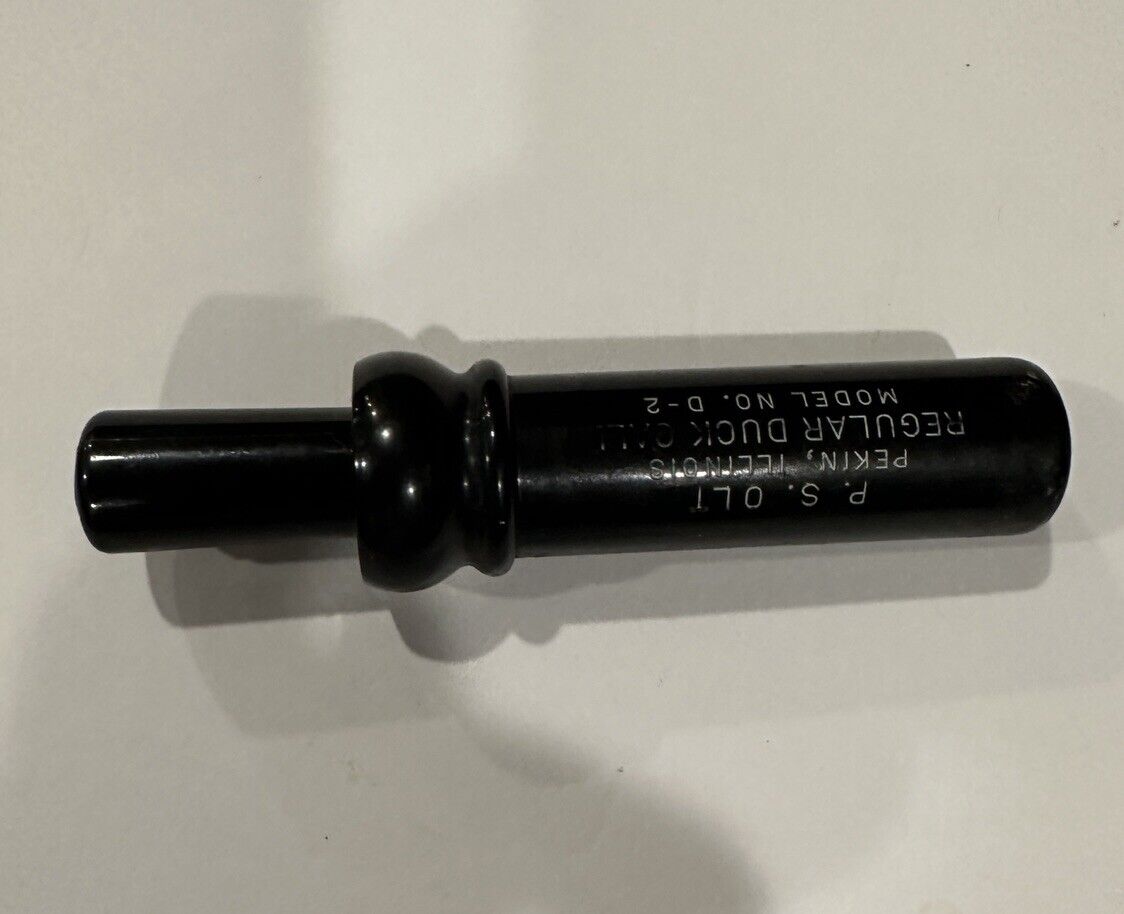 P. S. OLT
PEKIN, ILLINOIS
REGULAR DUCK CALL
MODEL NO. D-2